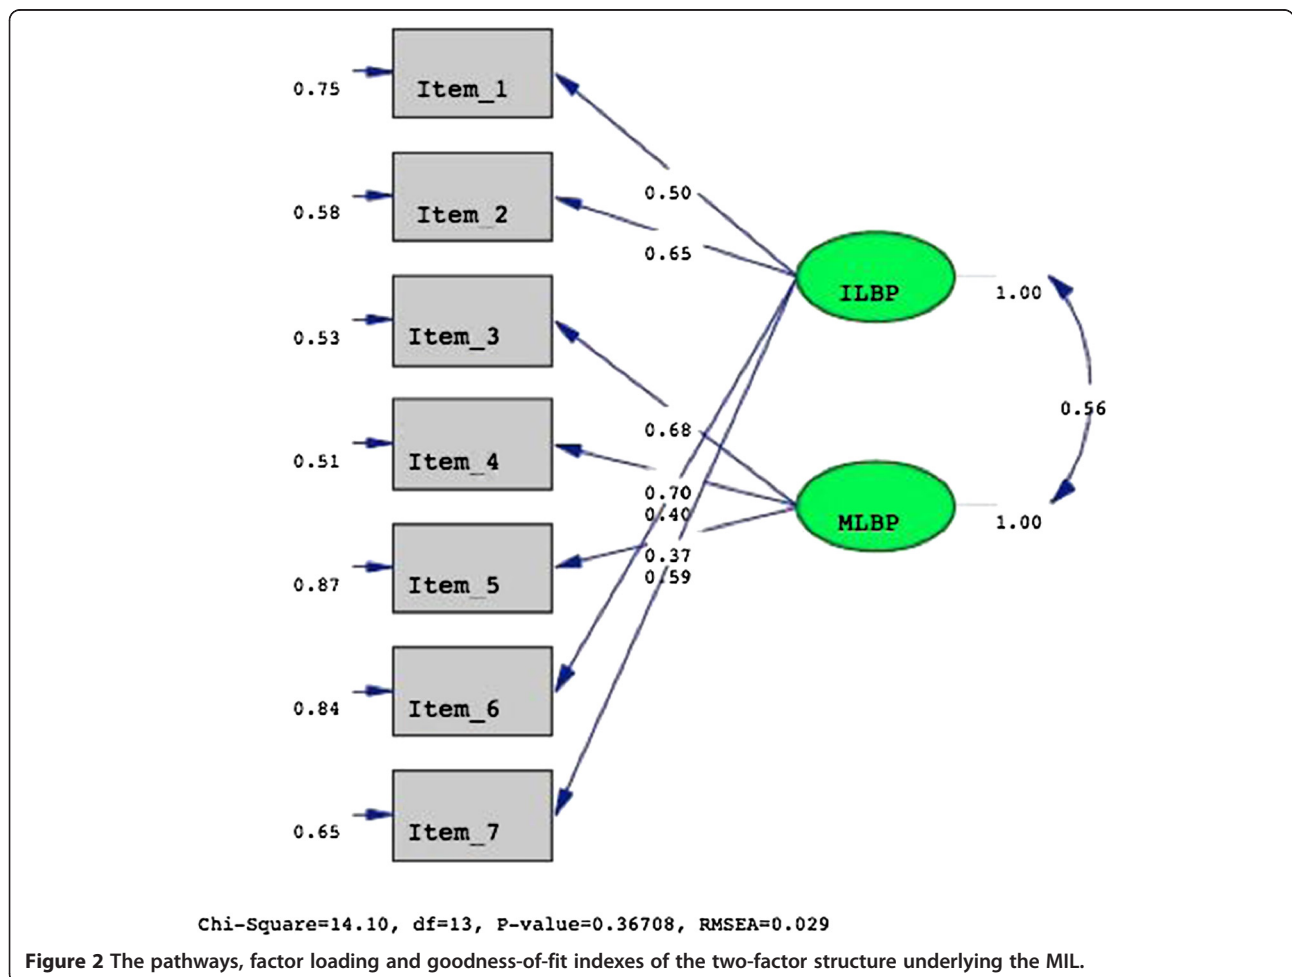 0.75 Item_1
0.50
0.58 Item_2
0.65
ILBP 1.00
0.53 Item_3
0.56
0.68
0.51 Item_4
0.70
0.40
MLBP 1.00
0.37
0.59
0.87 Item_5
0.84 Item_6
0.65 Item_7
Chi-Square=14.10, df=13, P-value=0.36708, RMSEA=0.029
Figure 2 The pathways, factor loading and goodness-of-fit indexes of the two-factor structure underlying the MIL.